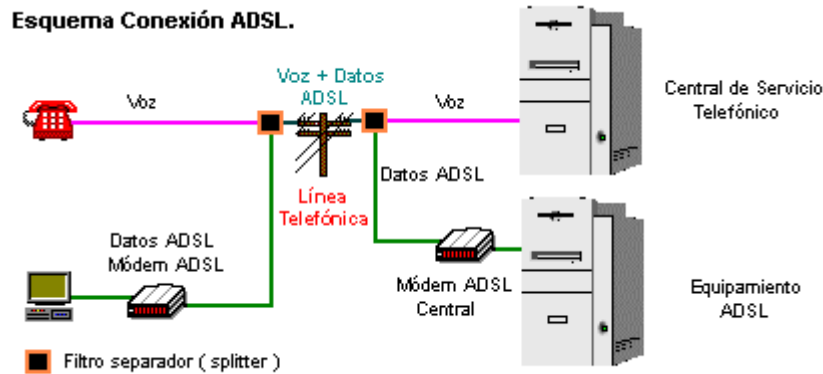 Esquema Conexión ADSL.
Voz + Datos
ADSL
Voz
Voz
Central de Servicio
Telefónico
Datos ADSL
Línea
Telefónica
Datos ADSL
Módem ADSL
Módem ADSL
Central
Equipamiento
ADSL
Filtro separador ( splitter )